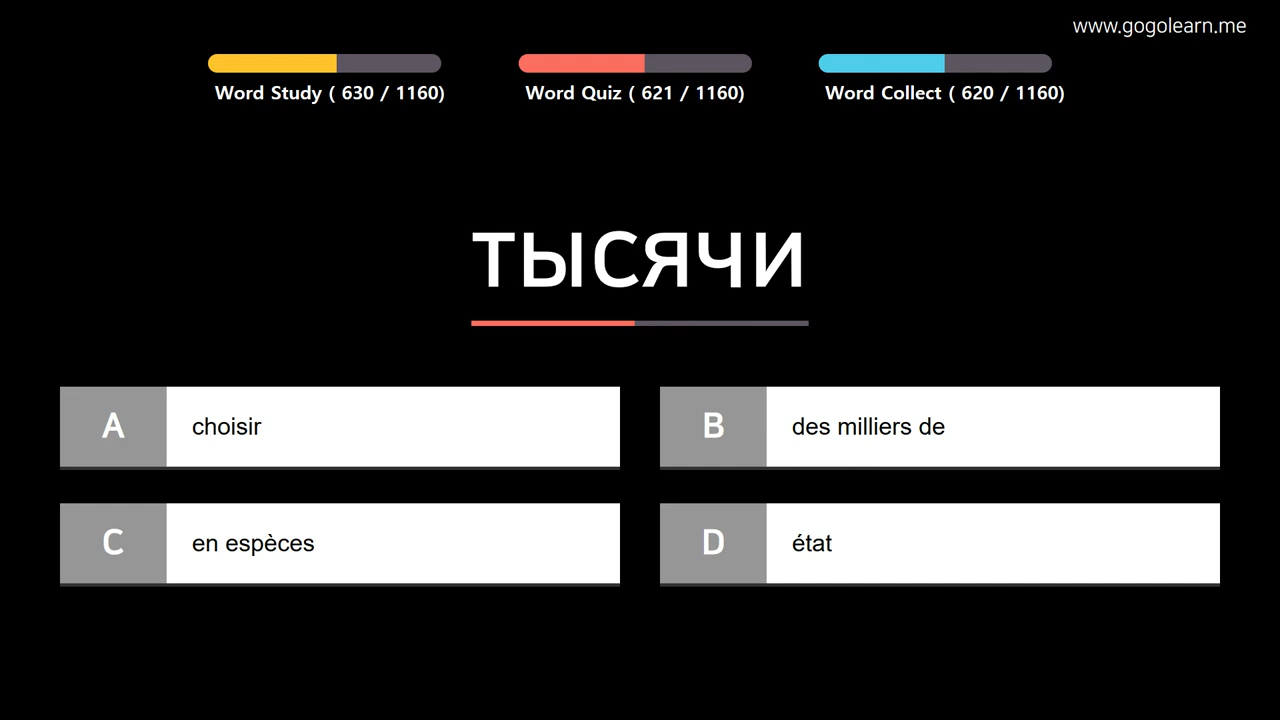 www.gogolearn.me
Word Study ( 630 / 1160)
Word Quiz ( 621 / 1160)
Word Collect ( 620 / 1160)
тысячи
A choisir
B des milliers de
C en espèces
D état